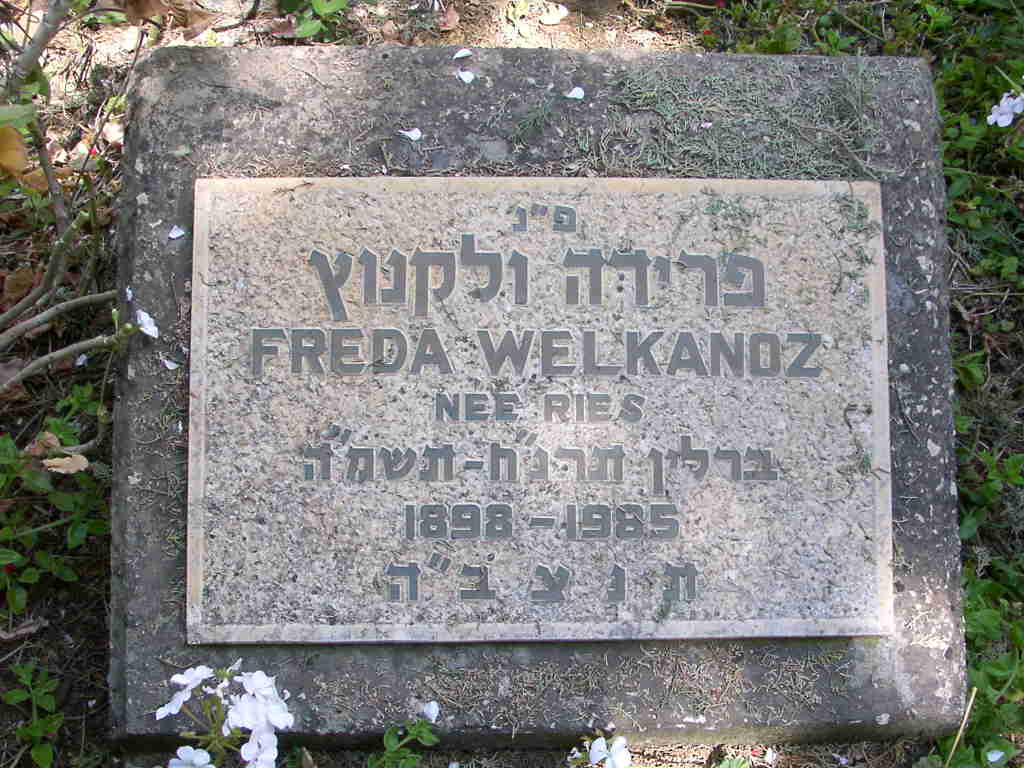 פ"נ
פרידה ולקנוץ
FREDA WELKANOZ
NEE RIES
ברלין תרנ"ח-תשמ"ה
1898-1985
ת נ צ ב"ה